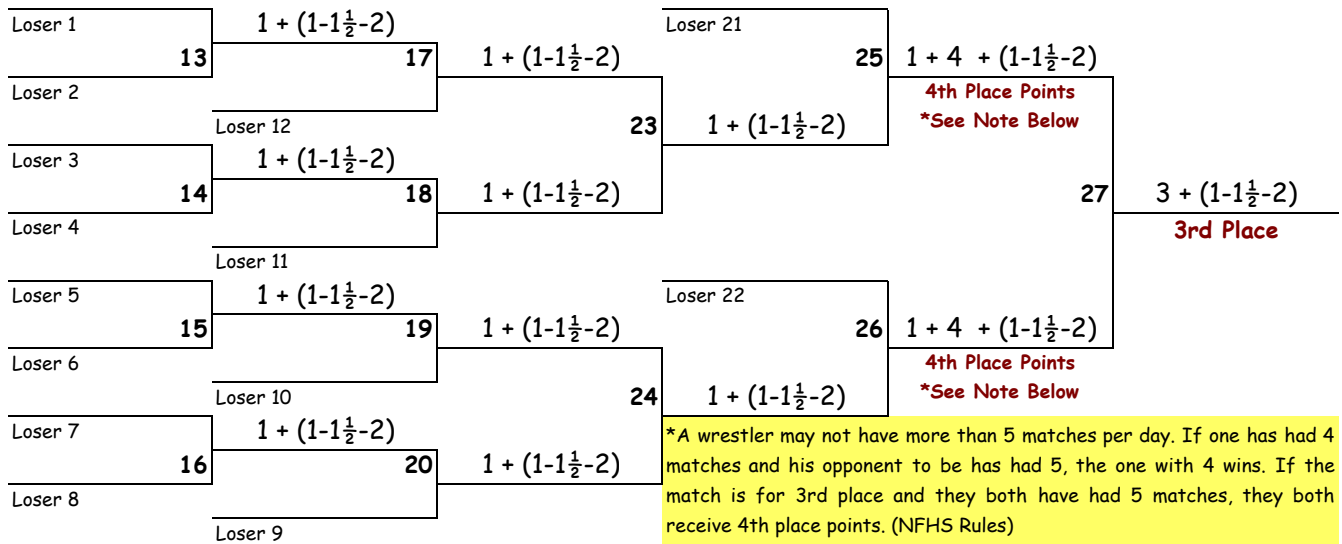 Loser 1
1 + (1-1½-2)
Loser 21
13
17
1 + (1-1½-2)
25
1 + 4 + (1-1½-2)
Loser 2
4th Place Points
Loser 12
23
1 + (1-1½-2)
*See Note Below
Loser 3
1 + (1-1½-2)
14
18
1 + (1-1½-2)
27
3 + (1-1½-2)
Loser 4
3rd Place
Loser 11
Loser 5
1 + (1-1½-2)
Loser 22
15
19
1 + (1-1½-2)
26
1 + 4 + (1-1½-2)
Loser 6
4th Place Points
Loser 10
24
1 + (1-1½-2)
*See Note Below
Loser 7
1 + (1-1½-2)
16
20
1 + (1-1½-2)
Loser 8
Loser 9
*A wrestler may not have more than 5 matches per day. If one has had 4
matches and his opponent to be has had 5, the one with 4 wins. If the
match is for 3rd place and they both have had 5 matches, they both
receive 4th place points. (NFHS Rules)